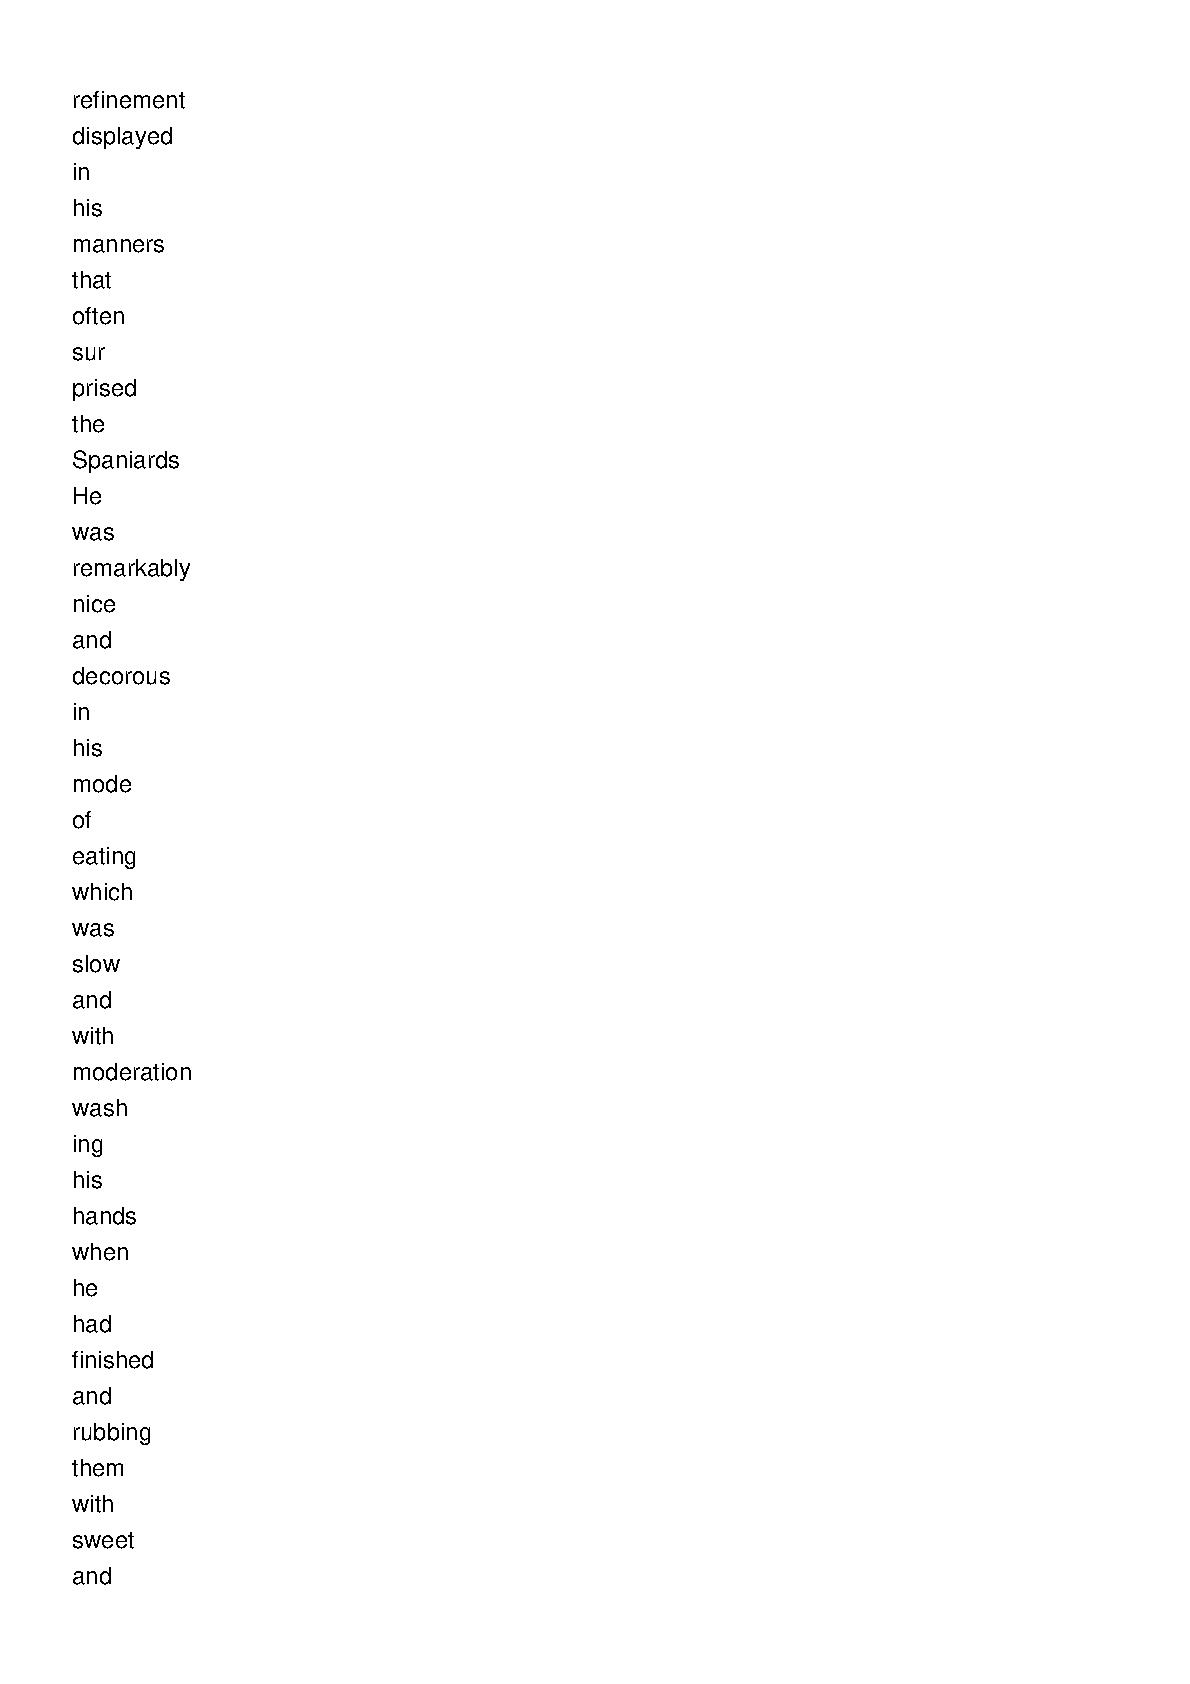 refinement
displayed
in
his
manners
that
often
sur
prised
the
Spaniards
He
was
remarkably
nice
and
decorous
in
his
mode
of
eating
which
was
slow
and
with
moderation
wash
ing
his
hands
when
he
had
finished
and
rubbing
them
with
sweet
and